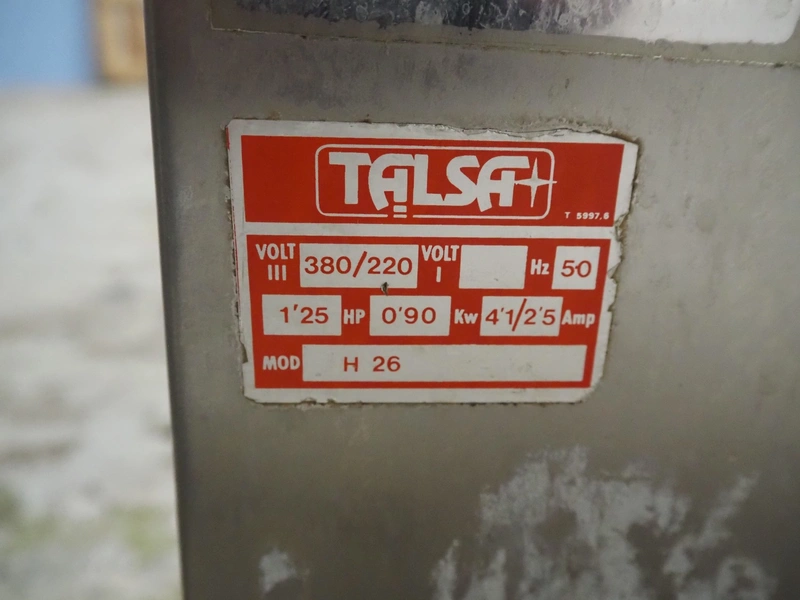 TALSA
T 5997.6
VOLT III 380/220 VOLT I Hz 50
1'25 HP 0'90 Kw 4'1/2'5 Amp
MOD H 26